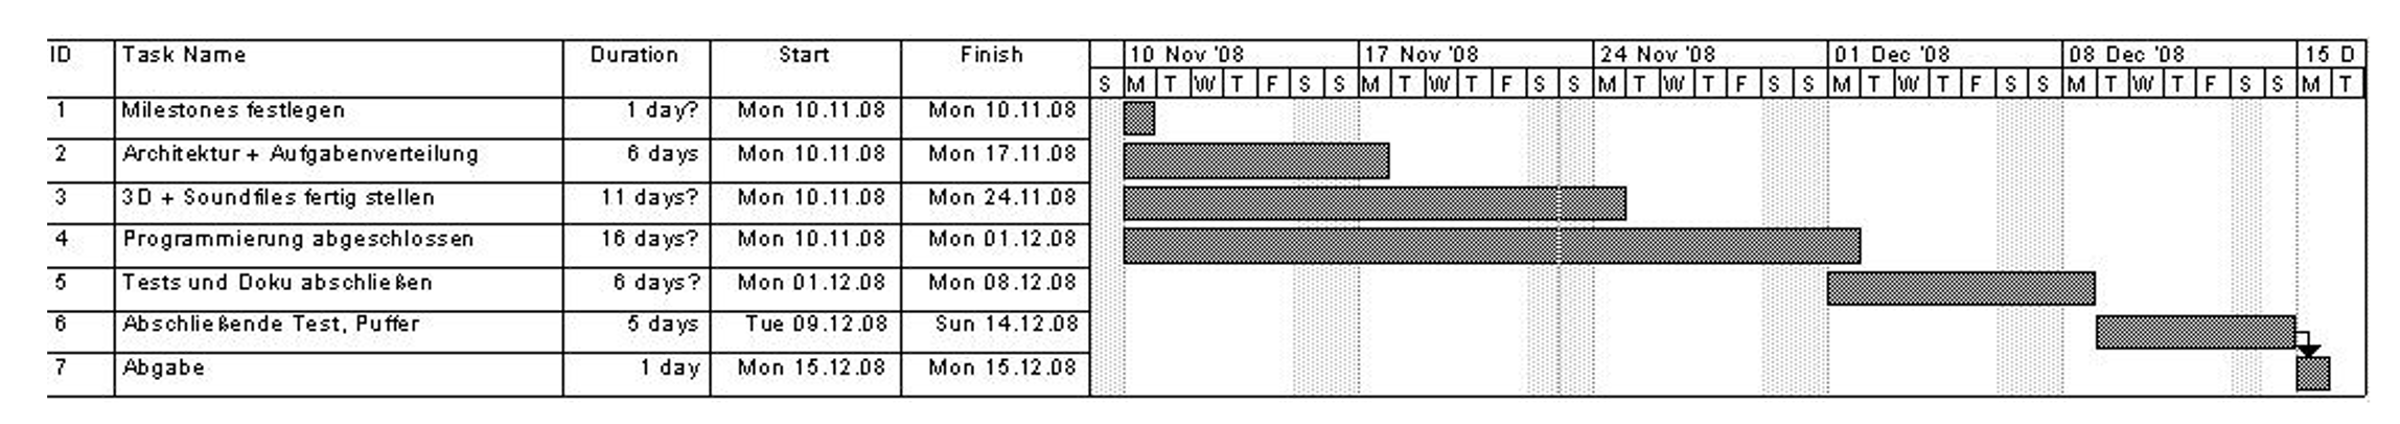 ID Task Name Duration Start Finish 10 Nov '08 17 Nov '08 24 Nov '08 01 Dec '08 08 Dec '08 15 D
S M T W T F S S M T W T F S S M T W T F S S M T W T F S S M T W T F S S M T
1 Milestones festlegen 1 day? Mon 10.11.08 Mon 10.11.08
2 Architektur + Aufgabenverteilung 6 days Mon 10.11.08 Mon 17.11.08
3 3D + Soundfiles fertig stellen 11 days? Mon 10.11.08 Mon 24.11.08
4 Programmierung abgeschlossen 16 days? Mon 10.11.08 Mon 01.12.08
5 Tests und Doku abschließen 6 days? Mon 01.12.08 Mon 08.12.08
6 Abschließende Test, Puffer 5 days Tue 09.12.08 Sun 14.12.08
7 Abgabe 1 day Mon 15.12.08 Mon 15.12.08